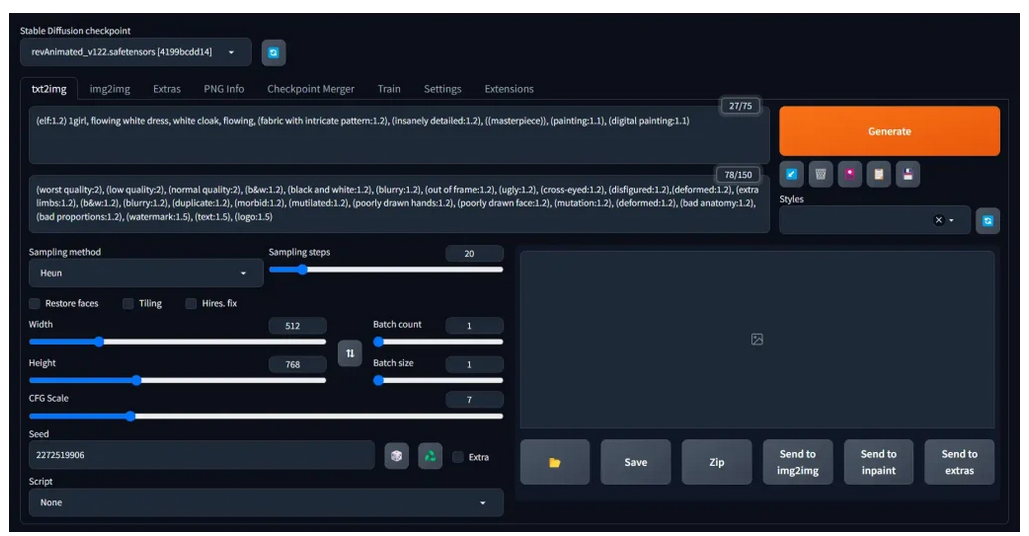 Stable Diffusion checkpoint
revAnimated_v122.safetensors [4199bcdd14]
txt2img img2img Extras PNG Info Checkpoint Merger Train Settings Extensions
27/75
(elf:1.2) 1girl, flowing white dress, white cloak, flowing, (fabric with intricate pattern:1.2), (insanely detailed:1.2), ((masterpiece)), (painting:1.1), (digital painting:1.1)
Generate
78/150
(worst quality:2), (low quality:2), (normal quality:2), (b&w:1.2), (black and white:1.2), (blurry:1.2), (out of frame:1.2), (ugly:1.2), (cross-eyed:1.2), (disfigured:1.2),(deformed:1.2), (extra
limbs:1.2), (b&w:1.2), (blurry:1.2), (duplicate:1.2), (morbid:1.2), (mutilated:1.2), (poorly drawn hands:1.2), (poorly drawn face:1.2), (mutation:1.2), (deformed:1.2), (bad anatomy:1.2),
(bad proportions:1.2), (watermark:1.5), (text:1.5), (logo:1.5)
Styles
Sampling method
Heun
Sampling steps
20
Restore faces Tiling Hires. fix
Width
512
Batch count
1
Height
768
Batch size
1
CFG Scale
7
Seed
2272519906
Extra
Script
None
Save
Zip
Send to
img2img
Send to
inpaint
Send to
extras